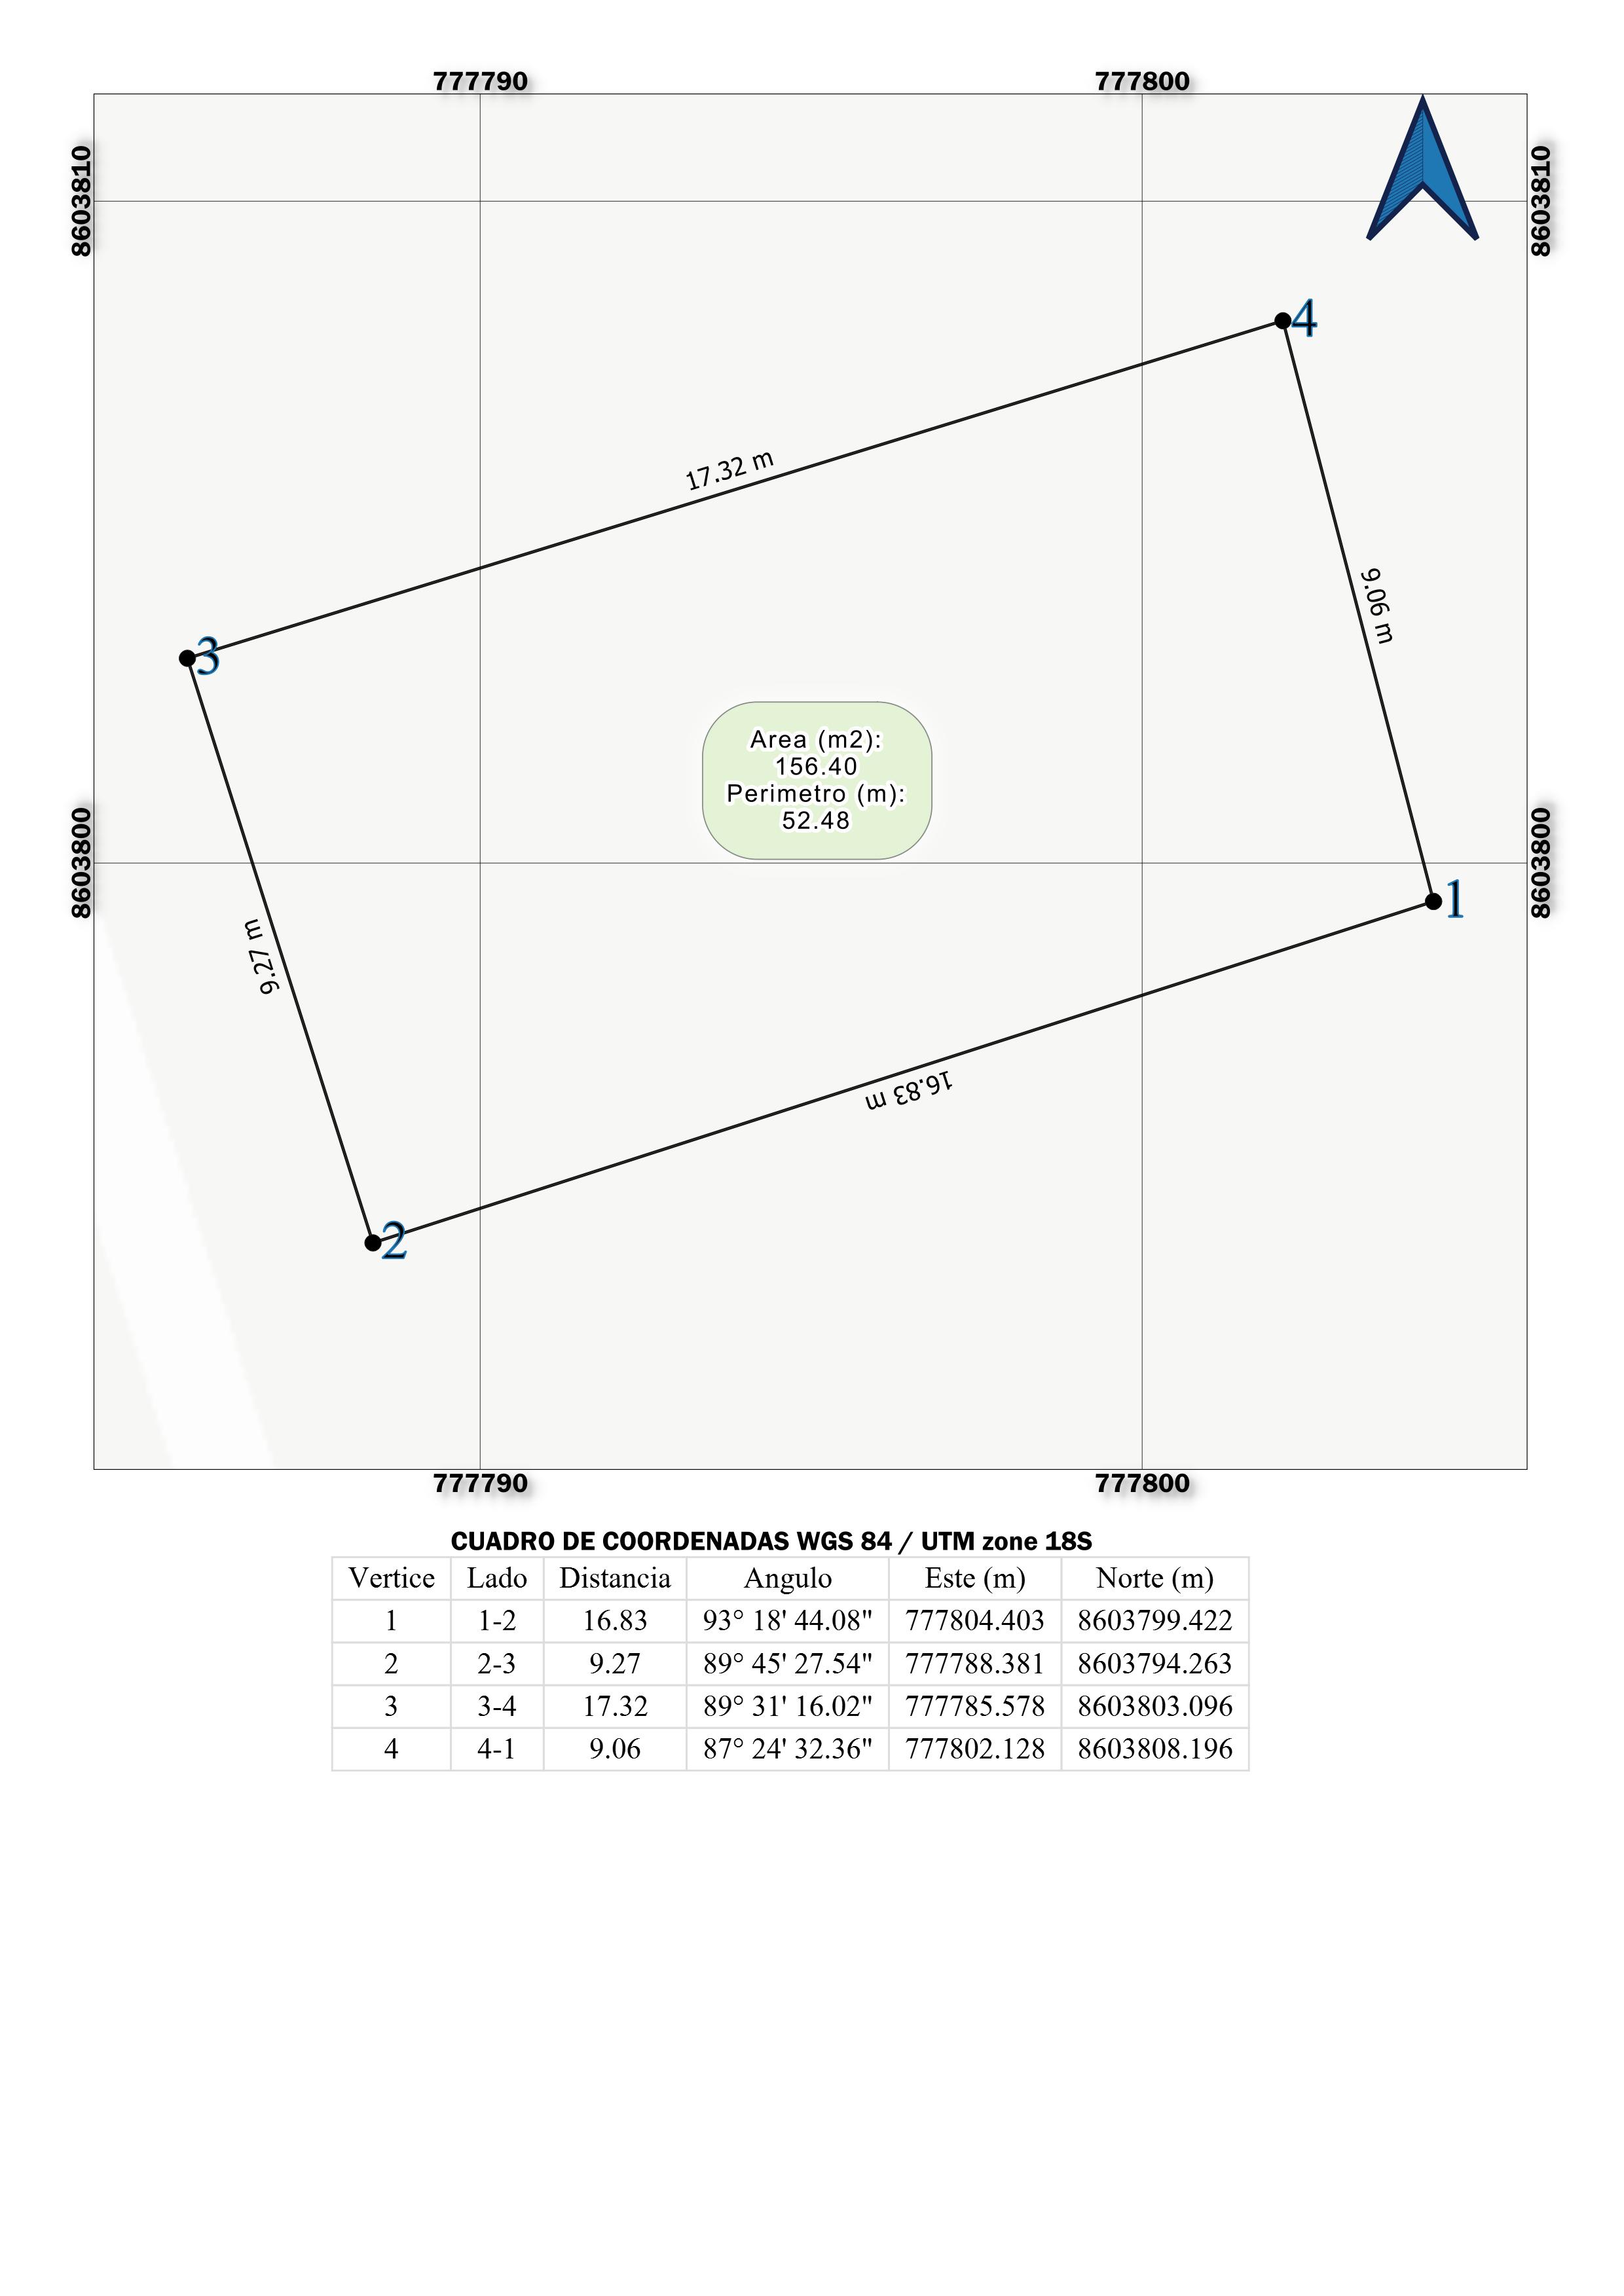 777790 777800
8603810 8603810
4
17.32 m
9.06 m
3
Area (m2):
156.40
Perimetro (m):
52.48
8603800 8603800
1
9.27 m
16.83 m
2
777790 777800
CUADRO DE COORDENADAS WGS 84 / UTM zone 18S
Vertice Lado Distancia Angulo Este (m) Norte (m)
1 1-2 16.83 93° 18' 44.08" 777804.403 8603799.422
2 2-3 9.27 89° 45' 27.54" 777788.381 8603794.263
3 3-4 17.32 89° 31' 16.02" 777785.578 8603803.096
4 4-1 9.06 87° 24' 32.36" 777802.128 8603808.196